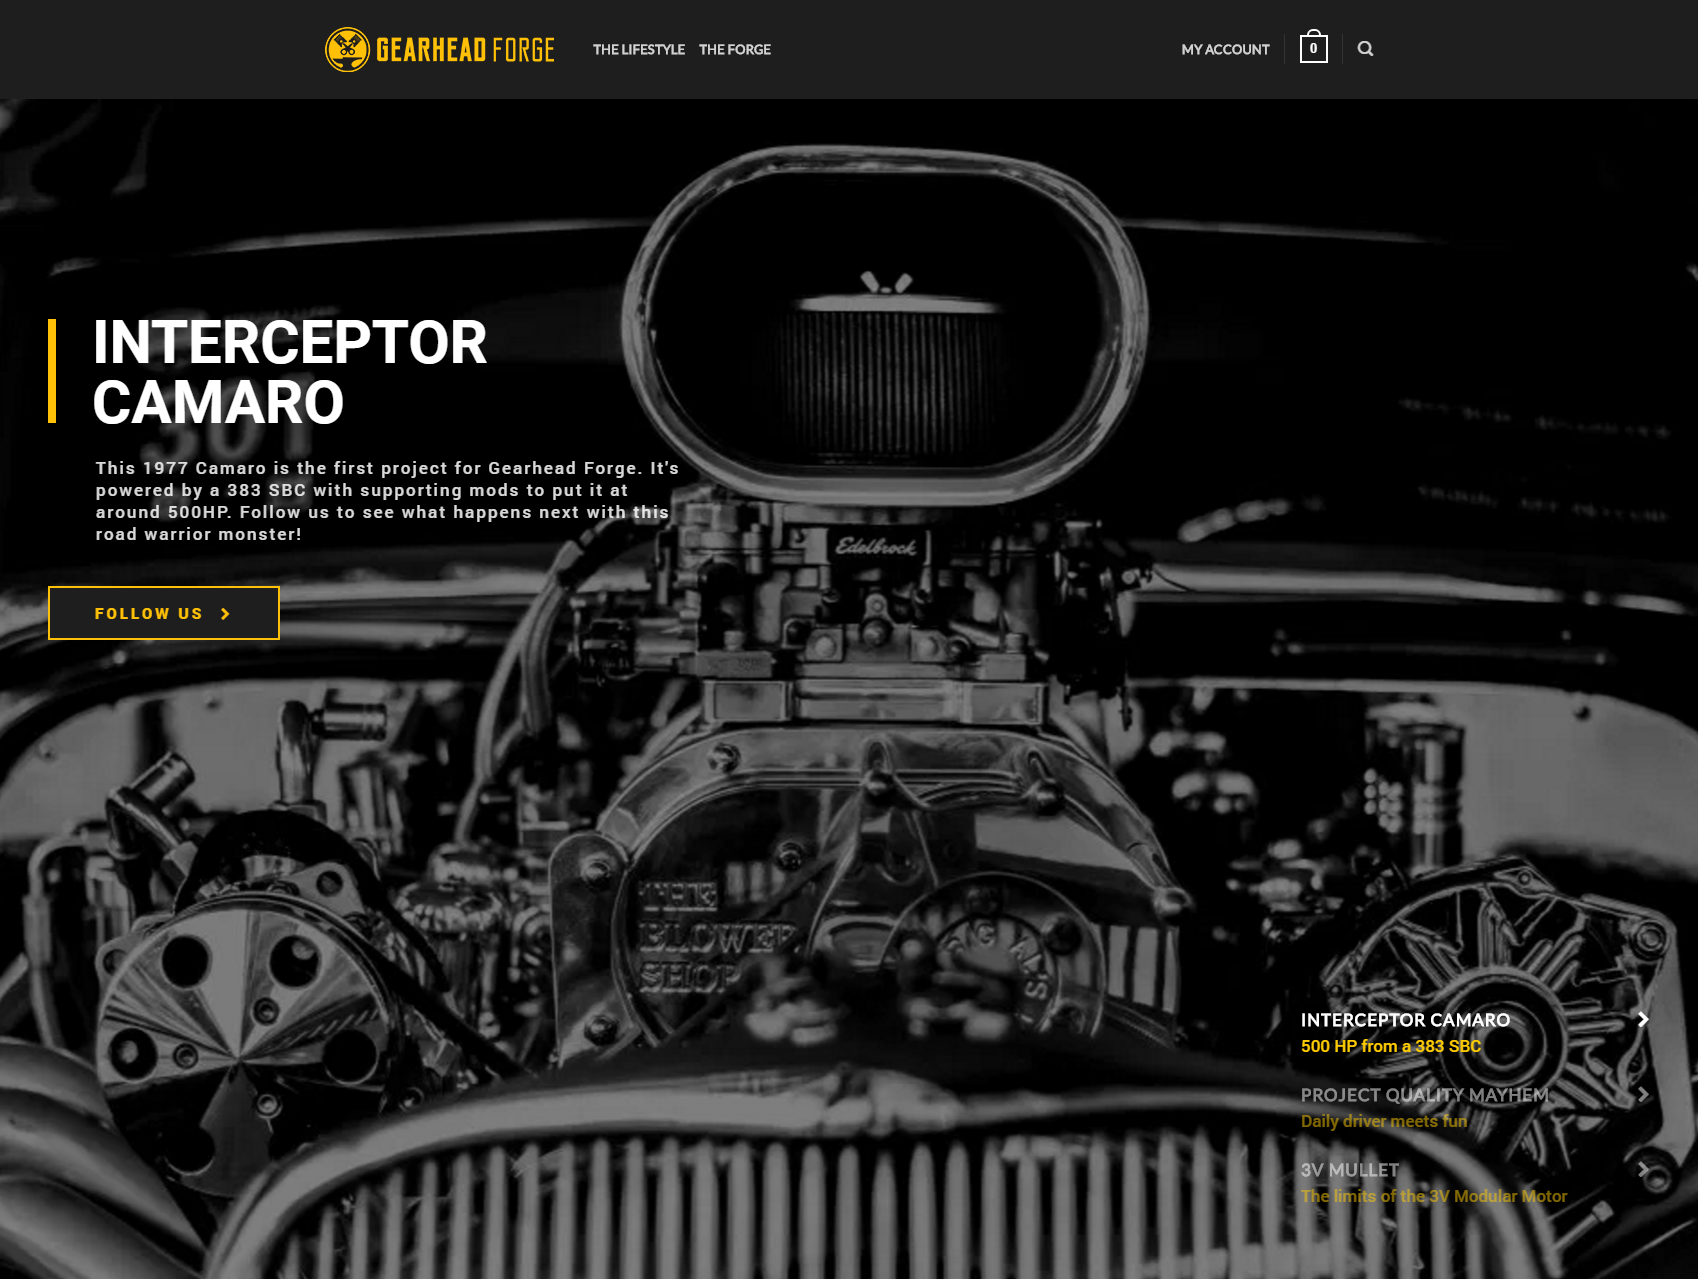 GEARHEAD FORGE
THE LIFESTYLE THE FORGE
MY ACCOUNT 0
INTERCEPTOR
CAMARO
This 1977 Camaro is the first project for Gearhead Forge. It's
powered by a 383 SBC with supporting mods to put it at
around 500HP. Follow us to see what happens next with this
road warrior monster!
Edelbrock
FOLLOW US
THE
BLOWER
SHOP
BIG AL'S
INTERCEPTOR CAMARO
500 HP from a 383 SBC
PROJECT QUALITY MAYHEM
Daily driver meets fun
3V MULLET
The limits of the 3V Modular Motor